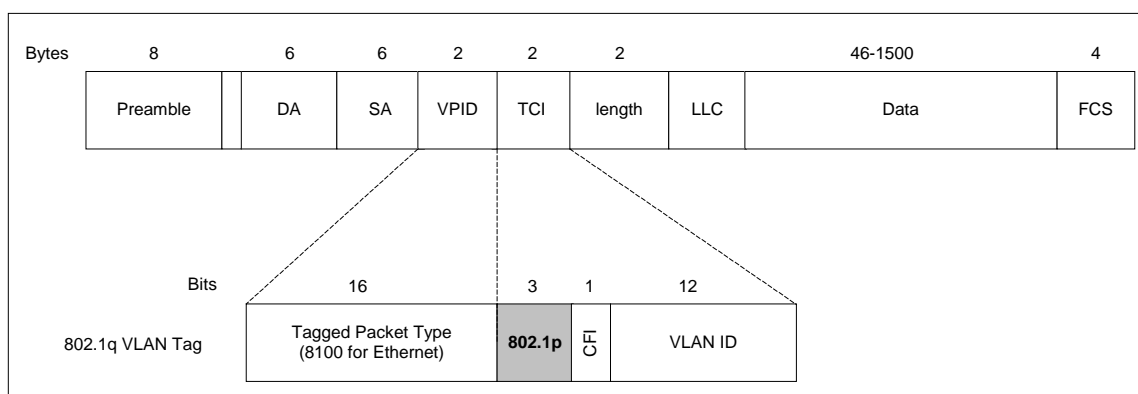 Bytes 8 6 6 2 2 2 46-1500 4
Preamble DA SA VPID TCI length LLC Data FCS
Bits 16 3 1 12
802.1q VLAN Tag
Tagged Packet Type
(8100 for Ethernet)
802.1p
CFI
VLAN ID